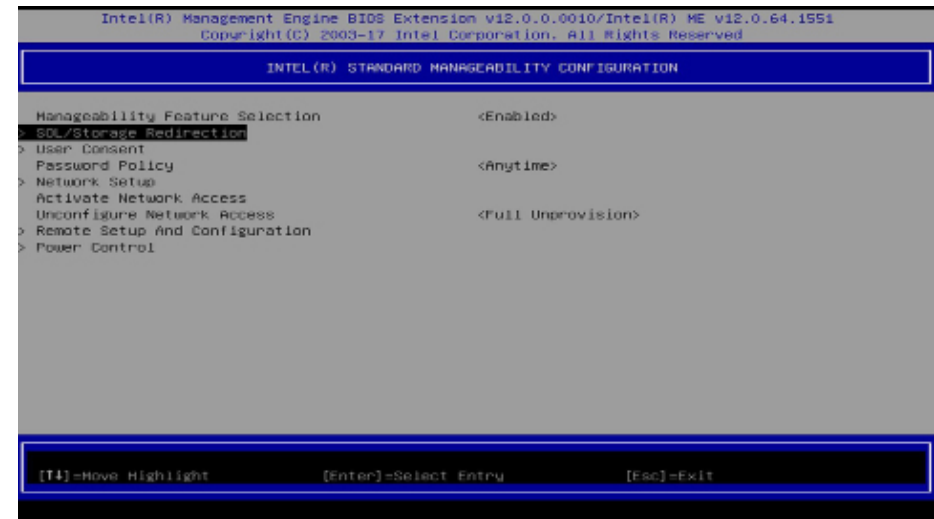 Intel(R) Management Engine BIOS Extension v12.0.0.0010/Intel(R) ME v12.0.64.1551
Copyright(C) 2003-17 Intel Corporation. All Rights Reserved
INTEL(R) STANDARD MANAGEABILITY CONFIGURATION
Manageability Feature Selection <Enabled>
> SOL/Storage Redirection
> User Consent
Password Policy <Anytime>
> Network Setup
Activate Network Access
Unconfigure Network Access <Full Unprovision>
> Remote Setup And Configuration
> Power Control
[↑↓]=Move Highlight [Enter]=Select Entry [Esc]=Exit